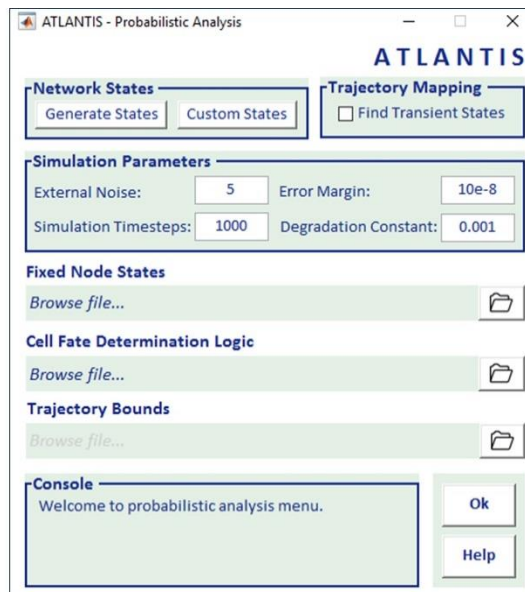 ATLANTIS - Probabilistic Analysis
ATLANTIS
Network States
Generate States Custom States
Trajectory Mapping
Find Transient States
Simulation Parameters
External Noise: 5 Error Margin: 10e-8
Simulation Timesteps: 1000 Degradation Constant: 0.001
Fixed Node States
Browse file...
Cell Fate Determination Logic
Browse file...
Trajectory Bounds
Browse file...
Console
Welcome to probabilistic analysis menu.
Ok
Help